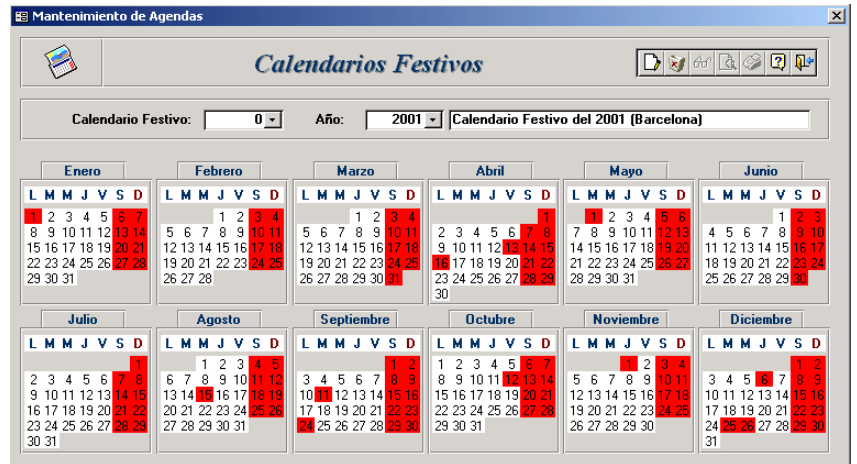 Mantenimiento de Agendas
Calendarios Festivos
Calendario Festivo: 0 Año: 2001 Calendario Festivo del 2001 (Barcelona)
Enero Febrero Marzo Abril Mayo Junio
L M M J V S D L M M J V S D L M M J V S D L M M J V S D L M M J V S D L M M J V S D
1 2 3 4 5 6 7 1 2 3 4 1 2 3 4 1 1 2 3 4 5 6 1 2 3
8 9 10 11 12 13 14 5 6 7 8 9 10 11 5 6 7 8 9 10 11 2 3 4 5 6 7 8 7 8 9 10 11 12 13 4 5 6 7 8 9 10
15 16 17 18 19 20 21 12 13 14 15 16 17 18 12 13 14 15 16 17 18 9 10 11 12 13 14 15 14 15 16 17 18 19 20 11 12 13 14 15 16 17
22 23 24 25 26 27 28 19 20 21 22 23 24 25 19 20 21 22 23 24 25 16 17 18 19 20 21 22 21 22 23 24 25 26 27 18 19 20 21 22 23 24
29 30 31 26 27 28 26 27 28 29 30 31 23 24 25 26 27 28 29 28 29 30 31 25 26 27 28 29 30
30
Julio Agosto Septiembre Octubre Noviembre Diciembre
L M M J V S D L M M J V S D L M M J V S D L M M J V S D L M M J V S D L M M J V S D
1 1 2 3 4 5 1 2 1 2 3 4 5 6 7 1 2 3 4 1 2
2 3 4 5 6 7 8 6 7 8 9 10 11 12 3 4 5 6 7 8 9 8 9 10 11 12 13 14 5 6 7 8 9 10 11 3 4 5 6 7 8 9
9 10 11 12 13 14 15 13 14 15 16 17 18 19 10 11 12 13 14 15 16 15 16 17 18 19 20 21 12 13 14 15 16 17 18 10 11 12 13 14 15 16
16 17 18 19 20 21 22 20 21 22 23 24 25 26 17 18 19 20 21 22 23 22 23 24 25 26 27 28 19 20 21 22 23 24 25 17 18 19 20 21 22 23
23 24 25 26 27 28 29 27 28 29 30 31 24 25 26 27 28 29 30 29 30 31 26 27 28 29 30 24 25 26 27 28 29 30
30 31 31